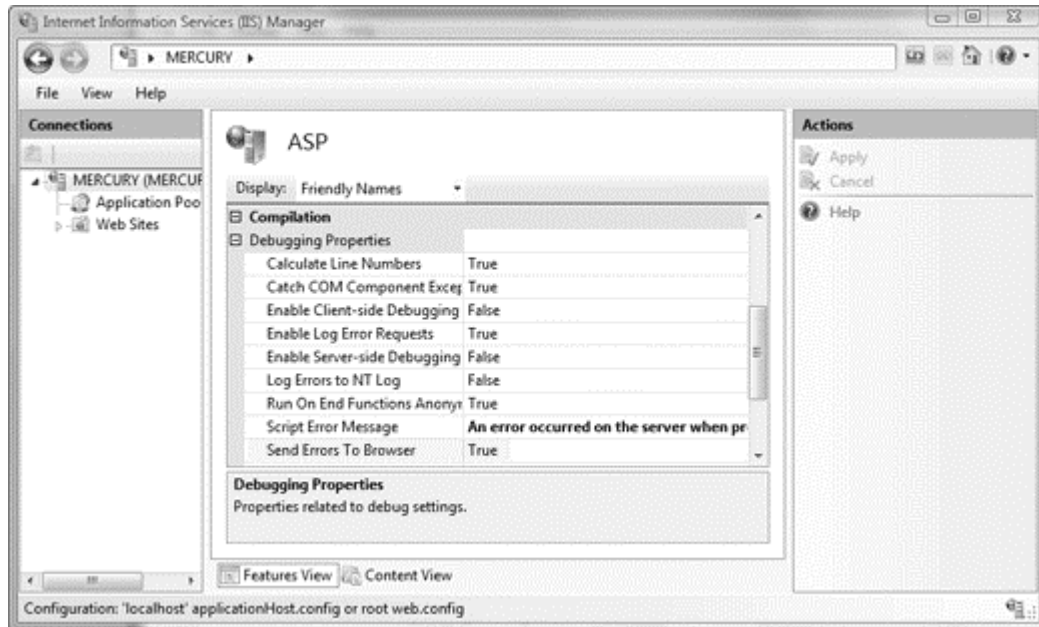 Internet Information Services (IIS) Manager
MERCURY
File View Help
Connections
MERCURY (MERCUR
Application Poo
Web Sites
ASP
Display: Friendly Names
Compilation
Debugging Properties
Calculate Line Numbers True
Catch COM Component Excep True
Enable Client-side Debugging False
Enable Log Error Requests True
Enable Server-side Debugging False
Log Errors to NT Log False
Run On End Functions Anonyr True
Script Error Message An error occurred on the server when pr
Send Errors To Browser True
Debugging Properties
Properties related to debug settings.
Features View Content View
Actions
Apply
Cancel
Help
Configuration: 'localhost' applicationHost.config or root web.config